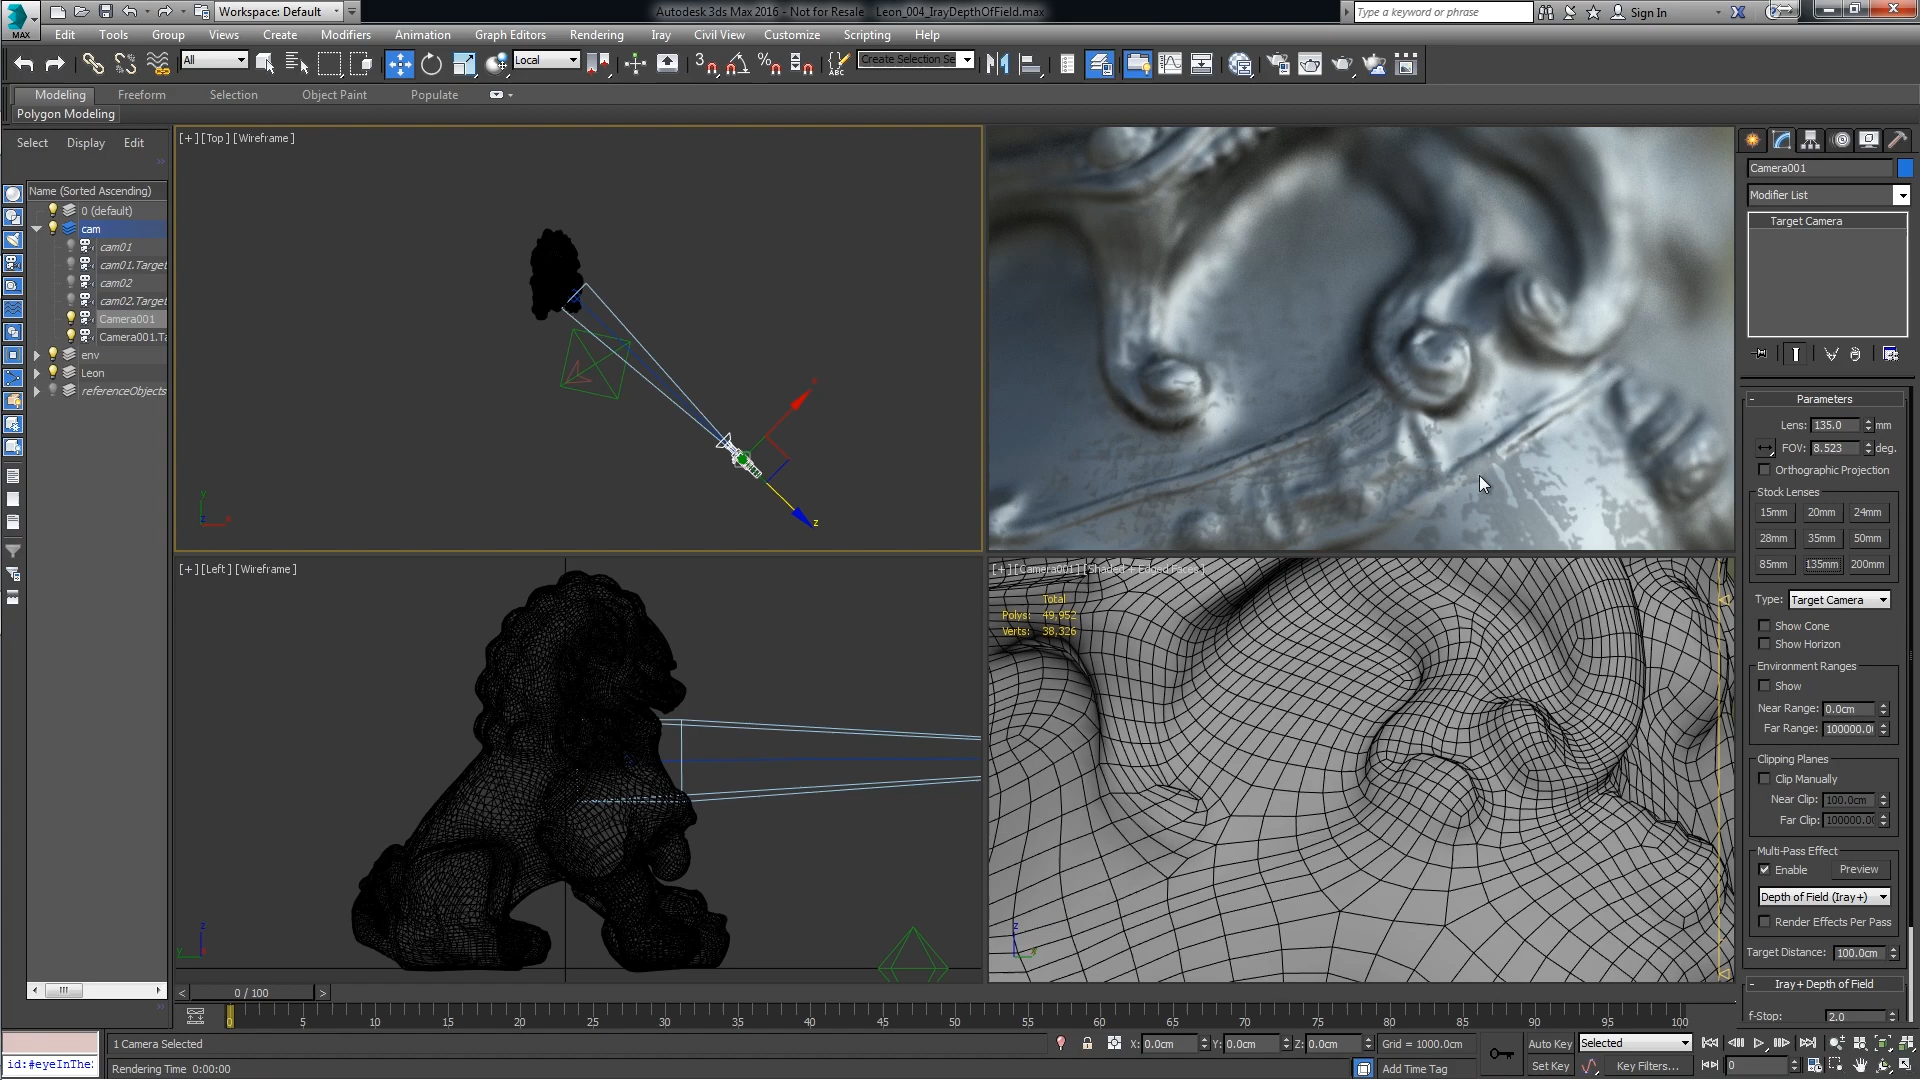 MAX
Workspace: Default
Autodesk 3ds Max 2016 - Not for Resale   Leon_004_IrayDepthOfField.max
Type a keyword or phrase
Sign In
Edit Tools Group Views Create Modifiers Animation Graph Editors Rendering Iray Civil View Customize Scripting Help
All
Local
Create Selection Se
Modeling Freeform Selection Object Paint Populate
Polygon Modeling
Select Display Edit
Name (Sorted Ascending)
0 (default)
cam
cam01
cam01.Target
cam02
cam02.Target
Camera001
Camera001.Ta
env
Leon
referenceObjects
[+][Top][Wireframe]
[+][Left][Wireframe]
[+][Camera001][Shaded + Edged Faces]
Total
Polys: 49,952
Verts: 38,326
Camera001
Modifier List
Target Camera
Parameters
Lens: 135.0 mm
FOV: 8.523 deg.
Orthographic Projection
Stock Lenses
15mm 20mm 24mm
28mm 35mm 50mm
85mm 135mm 200mm
Type: Target Camera
Show Cone
Show Horizon
Environment Ranges
Show
Near Range: 0.0cm
Far Range: 100000.0
Clipping Planes
Clip Manually
Near Clip: 100.0cm
Far Clip: 100000.0
Multi-Pass Effect
Enable Preview
Depth of Field (Iray+)
Render Effects Per Pass
Target Distance: 100.0cm
Iray+ Depth of Field
f-Stop: 2.0
0 / 100
0 5 10 15 20 25 30 35 40 45 50 55 60 65 70 75 80 85 90 95 100
1 Camera Selected
X: 0.0cm Y: 0.0cm Z: 0.0cm Grid = 1000.0cm
Auto Key Selected
id:#eyeInThe
Rendering Time 0:00:00
Add Time Tag
Set Key Key Filters... 0